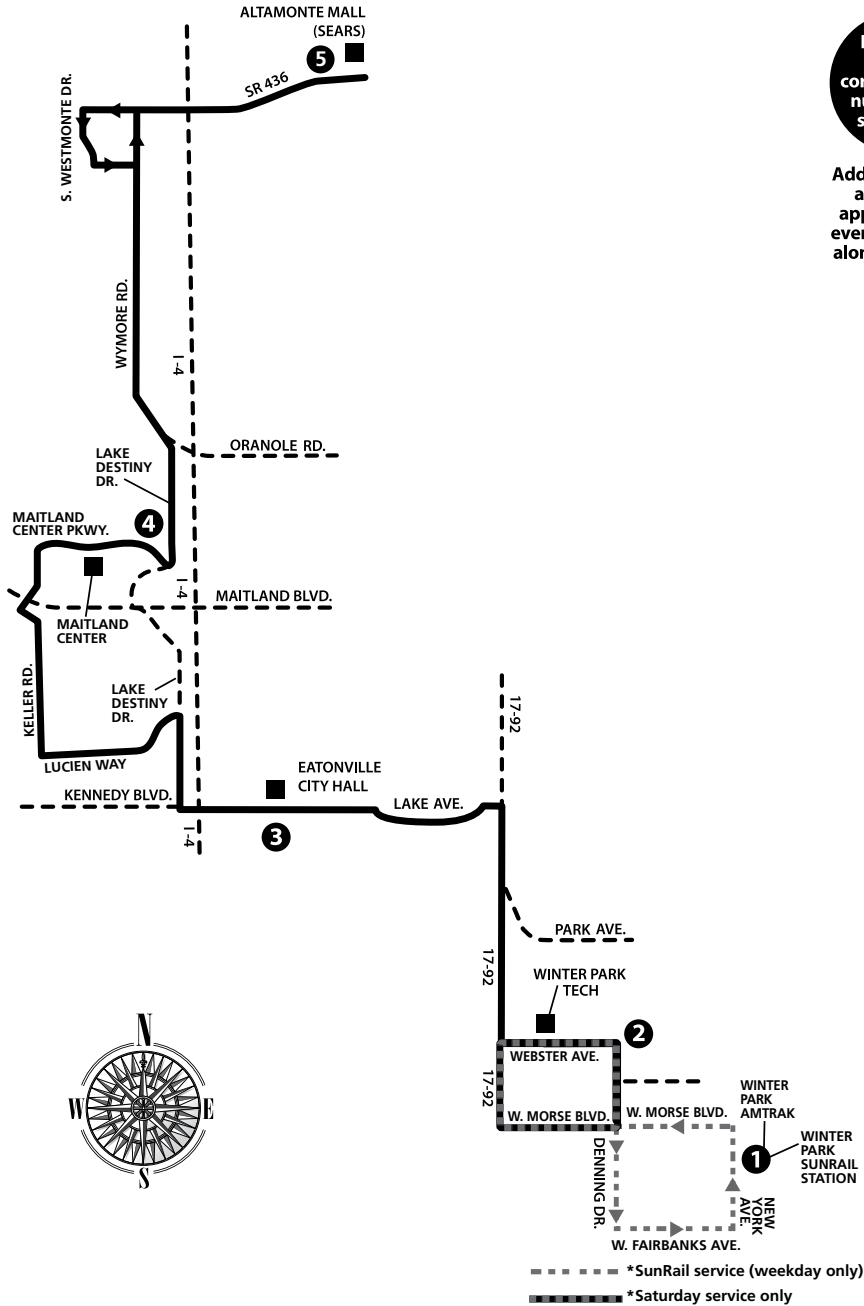 ALTAMONTE MALL
(SEARS)
5
SR 436
S. WESTMONTE DR.
WYMORE RD.
I-4
ORANOLE RD.
LAKE
DESTINY
DR.
MAITLAND
CENTER PKWY.
4
I-4
MAITLAND BLVD.
MAITLAND
CENTER
KELLER RD.
LAKE
DESTINY
DR.
LUCIEN WAY
KENNEDY BLVD.
I-4
EATONVILLE
CITY HALL
3
LAKE AVE.
17-92
PARK AVE.
17-92
WINTER PARK
TECH
2
WEBSTER AVE.
17-92
W. MORSE BLVD.
W. MORSE BLVD.
WINTER
PARK
AMTRAK
1
WINTER
PARK
SUNRAIL
STATION
DENNING DR.
NEW
YORK
AVE.
W. FAIRBANKS AVE.
N
W
E
S
*SunRail service (weekday only)
*Saturday service only